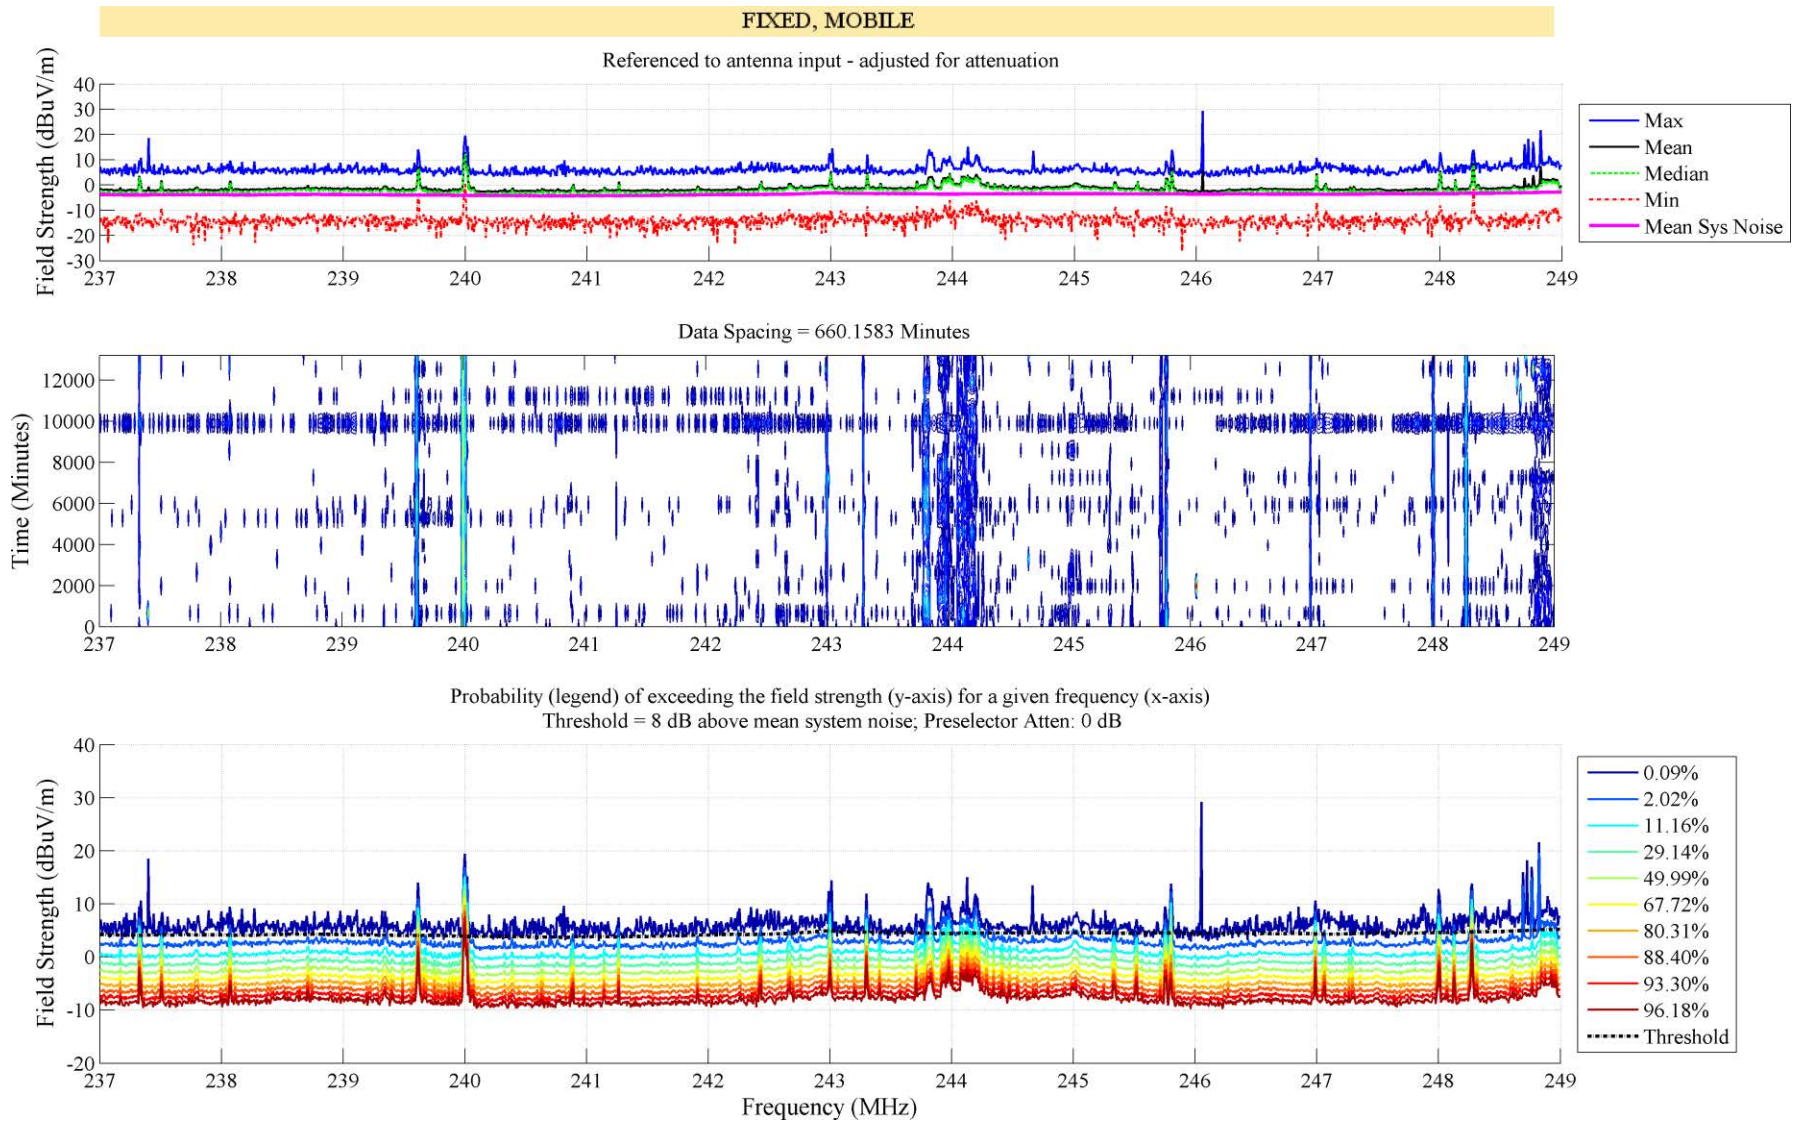 FIXED, MOBILE
Referenced to antenna input - adjusted for attenuation
Field Strength (dBuV/m)
40
30
20
10
0
-10
-20
-30
237 238 239 240 241 242 243 244 245 246 247 248 249
Max
Mean
Median
Min
Mean Sys Noise
Data Spacing = 660.1583 Minutes
Time (Minutes)
12000
10000
8000
6000
4000
2000
0
237 238 239 240 241 242 243 244 245 246 247 248 249
Probability (legend) of exceeding the field strength (y-axis) for a given frequency (x-axis)
Threshold = 8 dB above mean system noise; Preselector Atten: 0 dB
Field Strength (dBuV/m)
40
30
20
10
0
-10
-20
237 238 239 240 241 242 243 244 245 246 247 248 249
Frequency (MHz)
0.09%
2.02%
11.16%
29.14%
49.99%
67.72%
80.31%
88.40%
93.30%
96.18%
Threshold